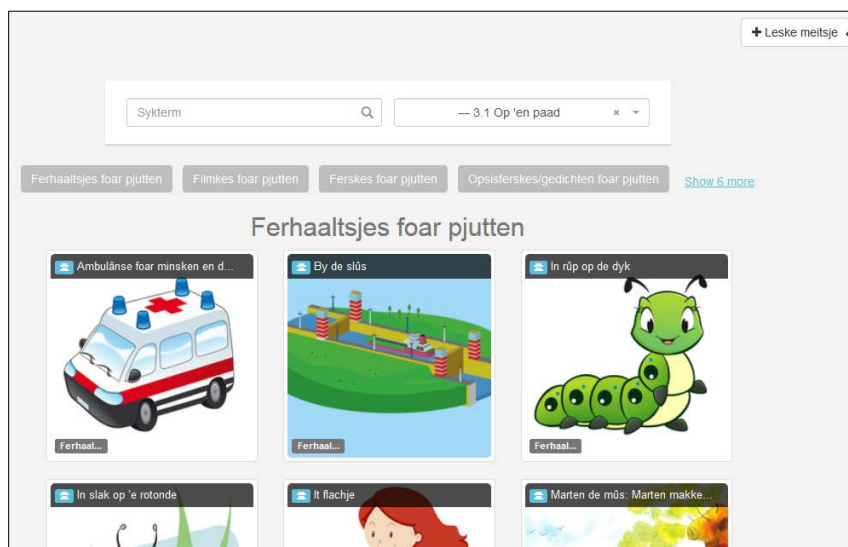 + Leske meitsje
Sykterm
— 3.1 Op 'en paad ×
Ferhaaltsjes foar pjutten
Filmkes foar pjutten
Ferskes foar pjutten
Opsisferskes/gedichten foar pjutten
Show 6 more
Ferhaaltsjes foar pjutten
Ambulânse foar minsken en d...
By de slûs
In rûp op de dyk
Ferhaal...
Ferhaal...
Ferhaal...
In slak op 'e rotonde
It flachje
Marten de mûs: Marten makke...